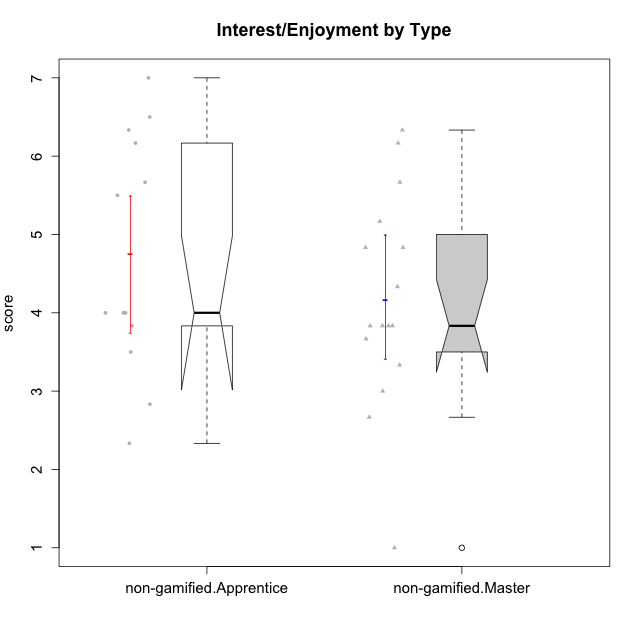 Interest/Enjoyment by Type
7
6
5
4
3
2
1
score
non-gamified.Apprentice
non-gamified.Master